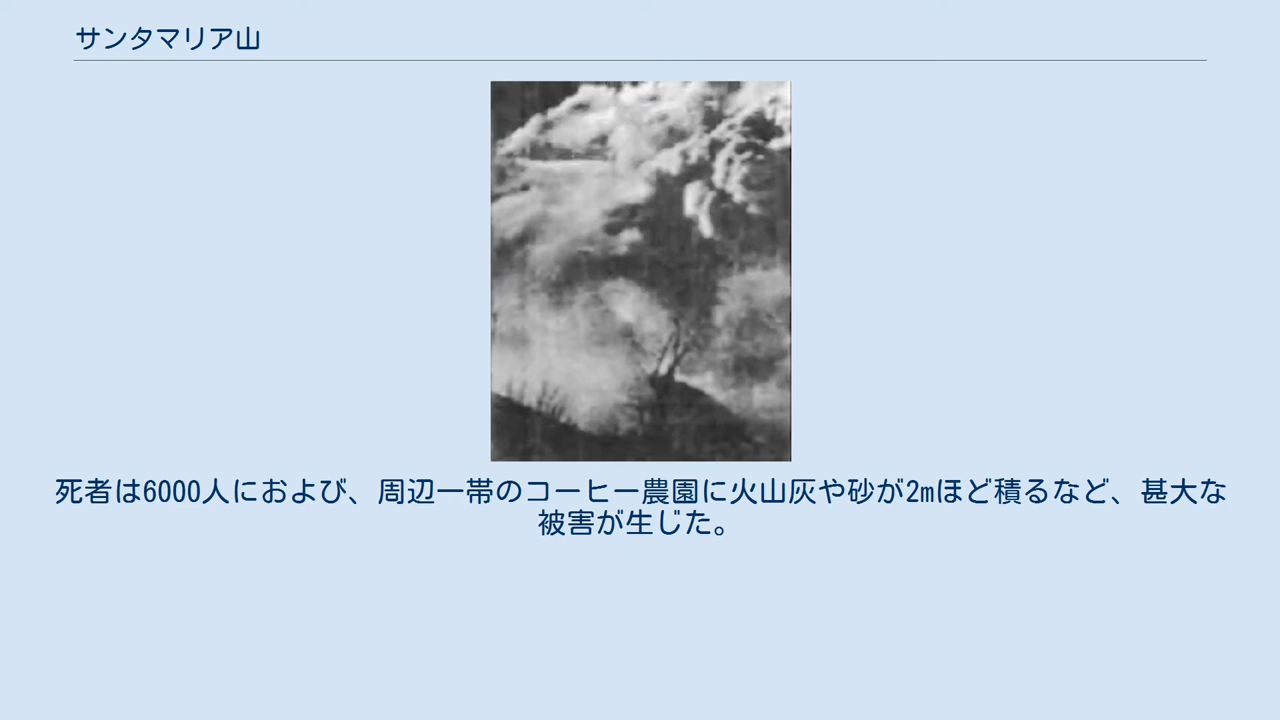 サンタマリア山
死者は6000人におよび、周辺一帯のコーヒー農園に火山灰や砂が2mほど積るなど、甚大な
被害が生じた。